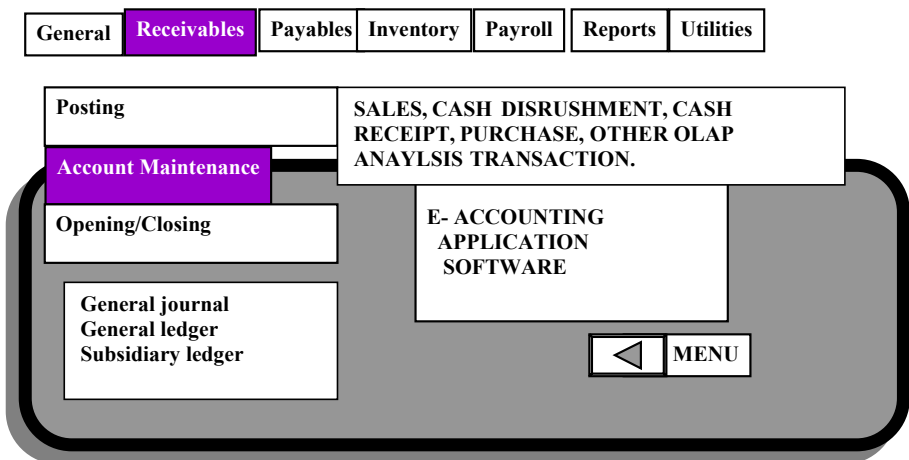 General Receivables Payables Inventory Payroll Reports Utilities
Posting
SALES, CASH DISRUSHMENT, CASH
RECEIPT, PURCHASE, OTHER OLAP
ANAYLSIS TRANSACTION.
Account Maintenance
Opening/Closing
E- ACCOUNTING
APPLICATION
SOFTWARE
General journal
General ledger
Subsidiary ledger
MENU